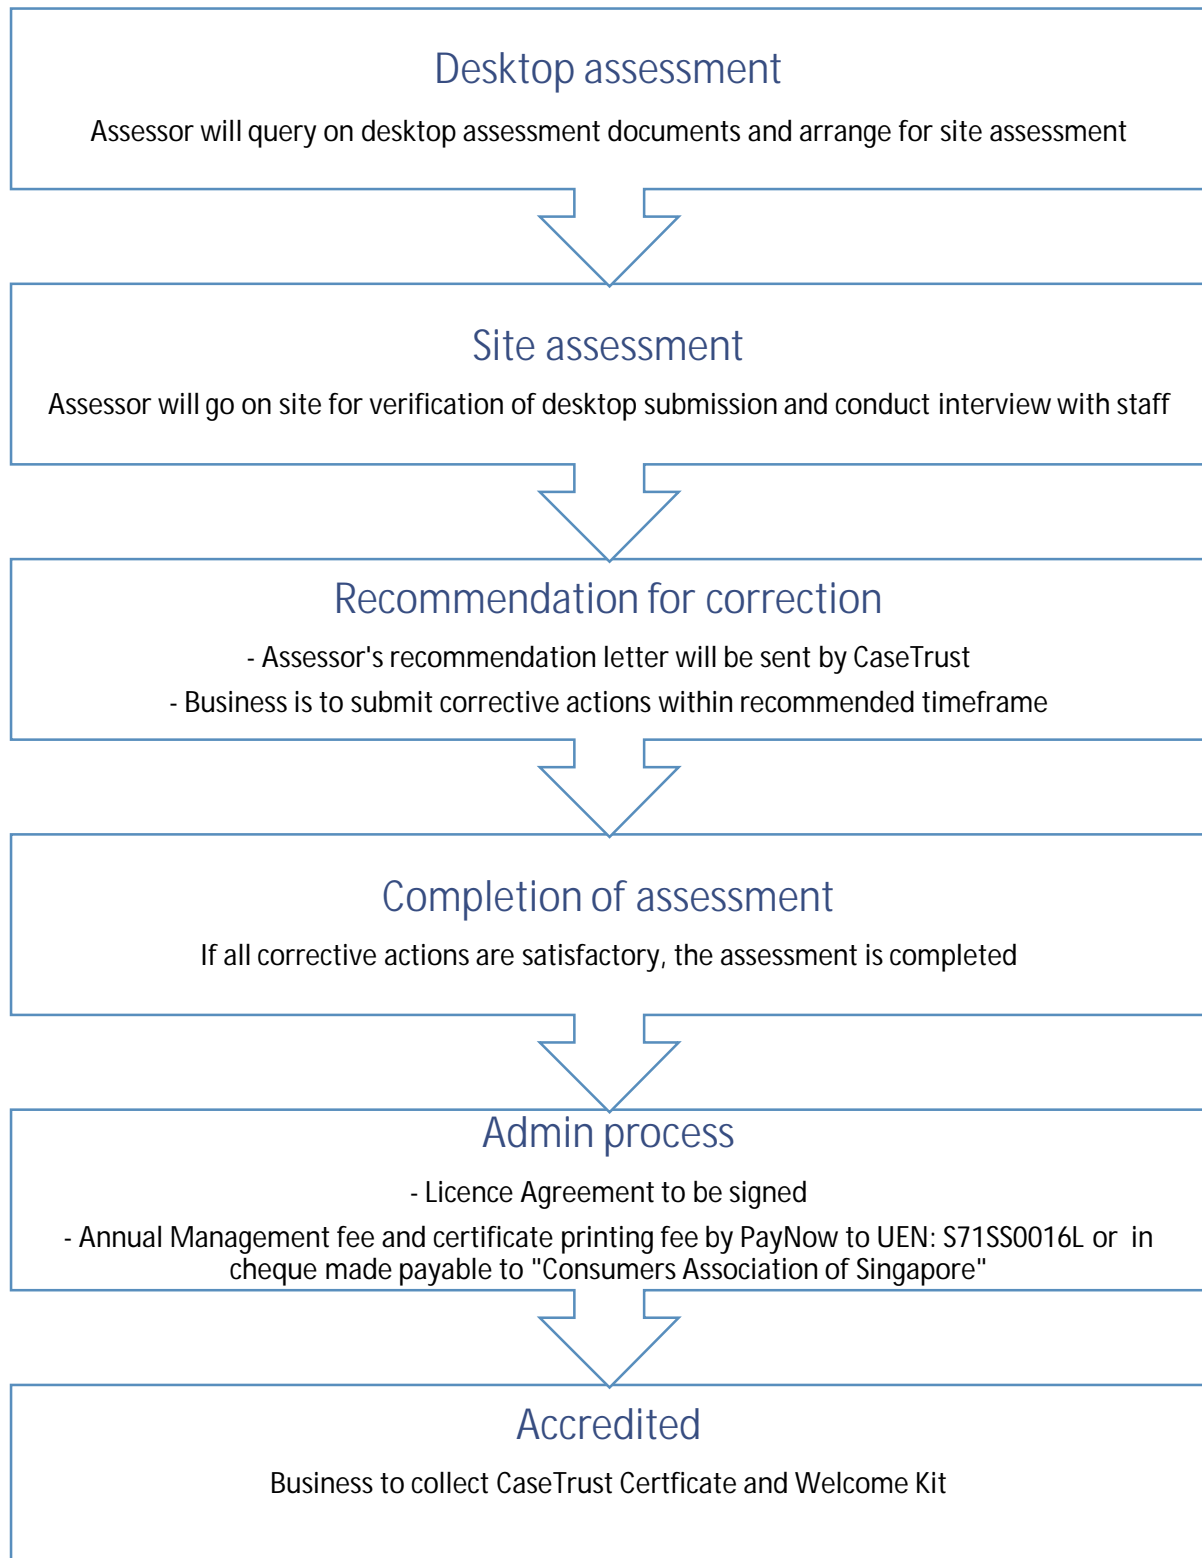 Desktop assessment
Assessor will query on desktop assessment documents and arrange for site assessment
Site assessment
Assessor will go on site for verification of desktop submission and conduct interview with staff
Recommendation for correction
- Assessor's recommendation letter will be sent by CaseTrust
- Business is to submit corrective actions within recommended timeframe
Completion of assessment
If all corrective actions are satisfactory, the assessment is completed
Admin process
- Licence Agreement to be signed
- Annual Management fee and certificate printing fee by PayNow to UEN: S71SS0016L or in
cheque made payable to "Consumers Association of Singapore"
Accredited
Business to collect CaseTrust Certficate and Welcome Kit